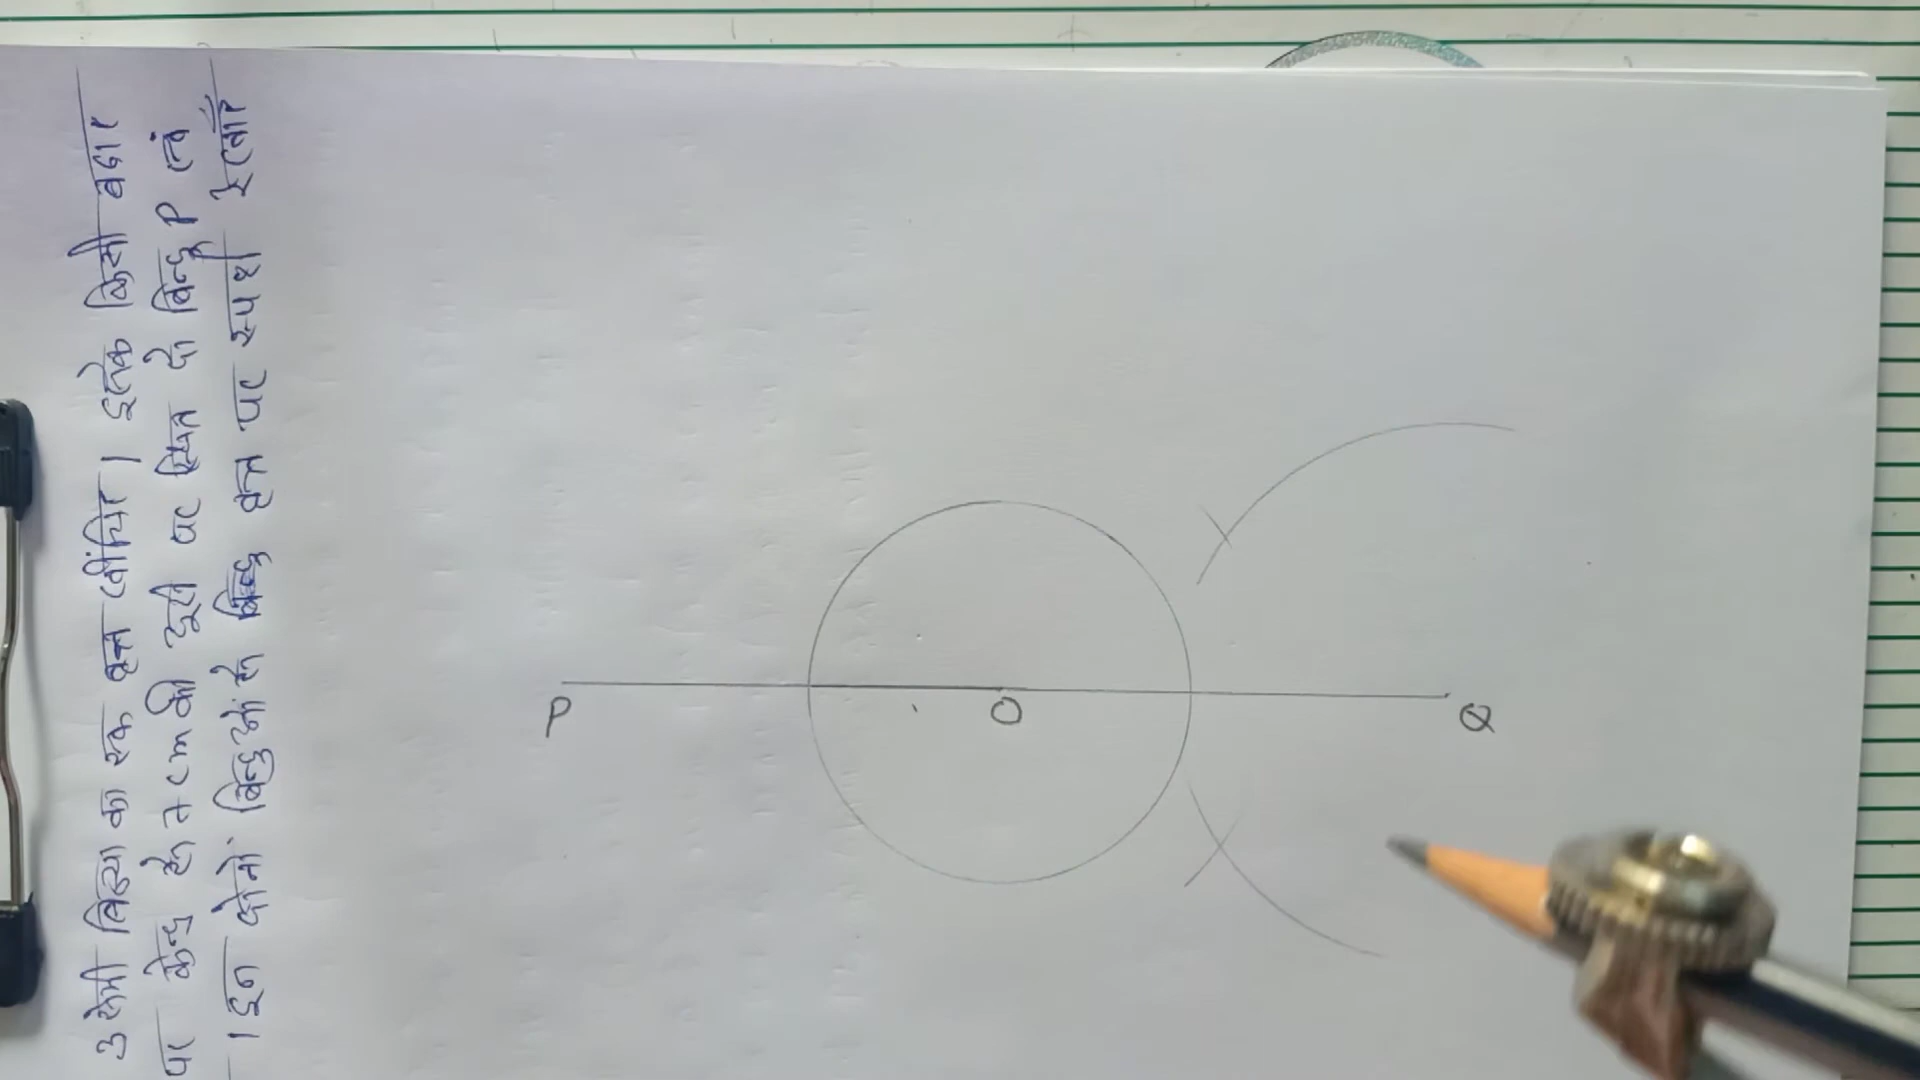 3 सेमी त्रिज्या का एक वृत्त खींचिए। इसके किसी बढ़ाए
पर केन्द्र से 7 cm की दूरी पर स्थित दो बिन्दु P एवं
। इन दोनों बिन्दुओं से वृत्त पर स्पर्श रेखाएँ
P O Q